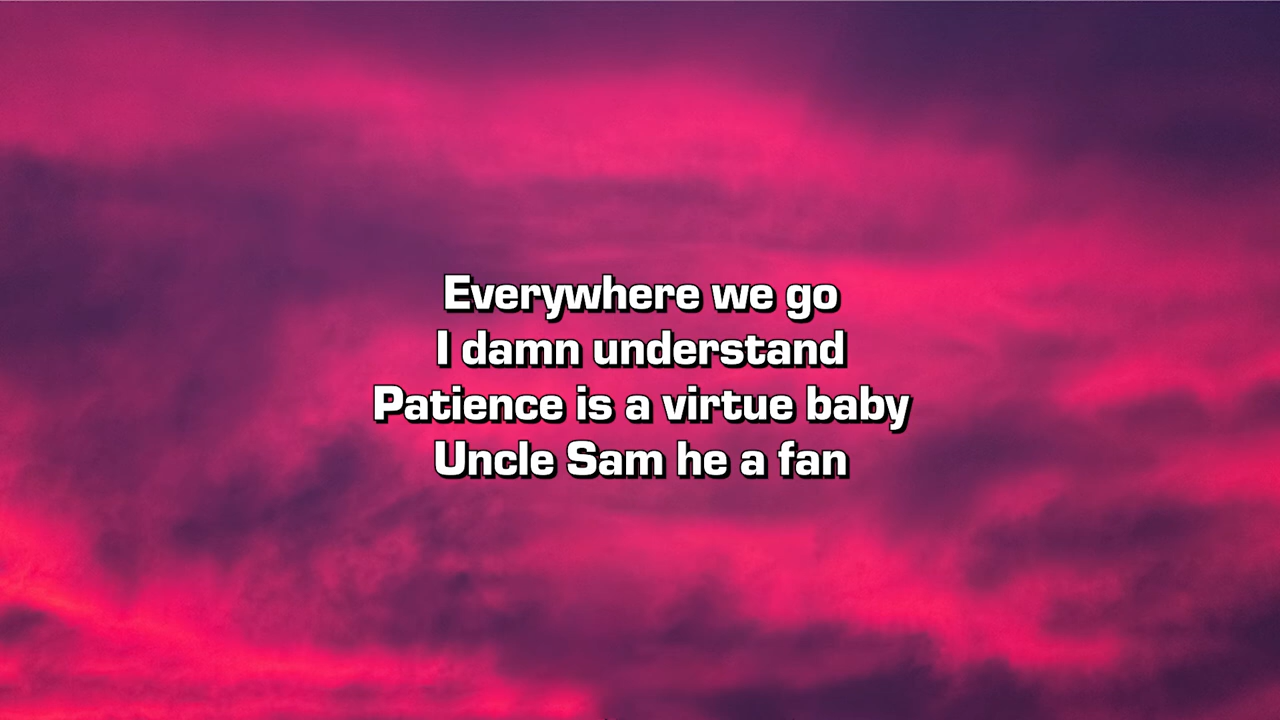 Everywhere we go
I damn understand
Patience is a virtue baby
Uncle Sam he a fan